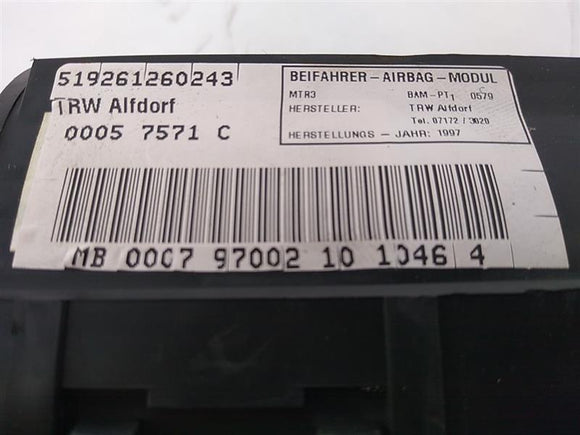 519261260243
TRW Alfdorf
0005 7571 C
BEIFAHRER-AIRBAG-MODUL
MTR3 BAM-PT1 0579
HERSTELLER: TRW Alfdorf
Tel. 07172 / 3020
HERSTELLUNGS - JAHR: 1997
MB 0007 97002 10 1046 4